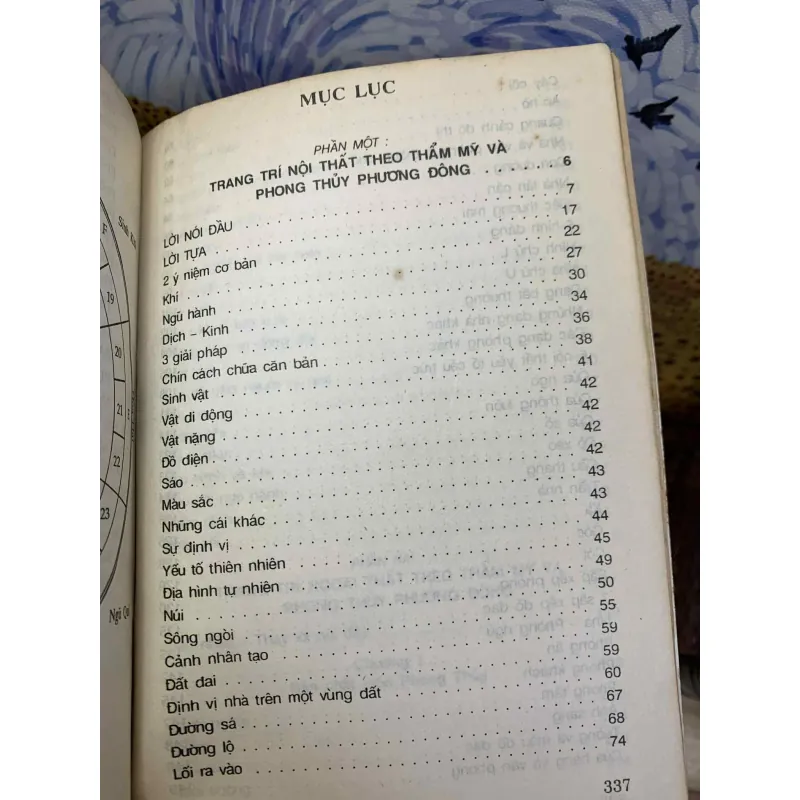 F
19
20
21
22
23
MỤC LỤC
PHẦN MỘT :
TRANG TRÍ NỘI THẤT THEO THẨM MỸ VÀ
PHONG THỦY PHƯƠNG ĐÔNG . . . . . . 6
LỜI NÓI ĐẦU . . . . . . 7
LỜI TỰA . . . . . . 17
2 ý niệm cơ bản . . . . . . 22
Khí . . . . . . 27
Ngũ hành . . . . . . 30
Dịch - Kinh . . . . . . 34
3 giải pháp . . . . . . 36
Chín cách chữa căn bản . . . . . . 38
Sinh vật . . . . . . 41
Vật di động . . . . . . 42
Vật nặng . . . . . . 42
Đồ điện . . . . . . 42
Sáo . . . . . . 42
Màu sắc . . . . . . 43
Những cái khác . . . . . . 43
Sự định vị . . . . . . 44
Yếu tố thiên nhiên . . . . . . 45
Địa hình tự nhiên . . . . . . 49
Núi . . . . . . 50
Sông ngòi . . . . . . 55
Cảnh nhân tạo . . . . . . 59
Đất đai . . . . . . 59
Định vị nhà trên một vùng đất . . . . . . 60
Đường sá . . . . . . 67
Đường lộ . . . . . . 68
Lối ra vào . . . . . . 74
337